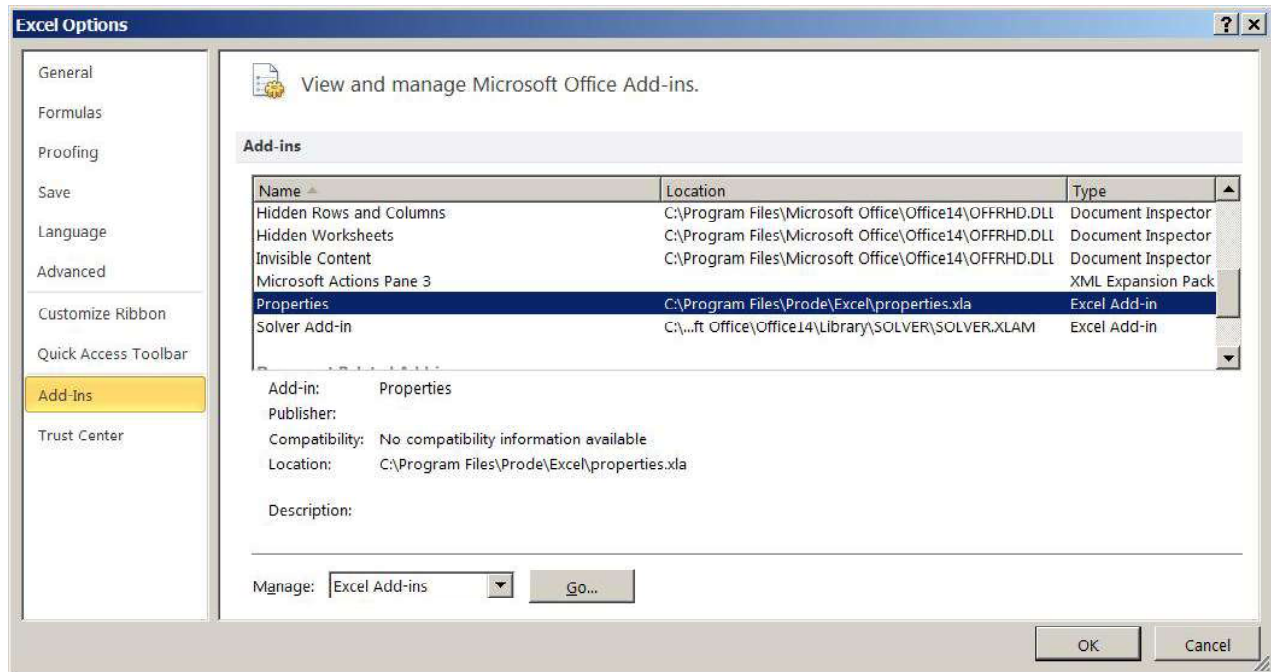 Excel Options
General
Formulas
Proofing
Save
Language
Advanced
Customize Ribbon
Quick Access Toolbar
Add-Ins
Trust Center
View and manage Microsoft Office Add-ins.
Add-ins
Name Location Type
Hidden Rows and Columns C:\Program Files\Microsoft Office\Office14\OFFRHD.DLL Document Inspector
Hidden Worksheets C:\Program Files\Microsoft Office\Office14\OFFRHD.DLL Document Inspector
Invisible Content C:\Program Files\Microsoft Office\Office14\OFFRHD.DLL Document Inspector
Microsoft Actions Pane 3 XML Expansion Pack
Properties C:\Program Files\Prode\Excel\properties.xla Excel Add-in
Solver Add-in C:\...ft Office\Office14\Library\SOLVER\SOLVER.XLAM Excel Add-in
Add-in: Properties
Publisher:
Compatibility: No compatibility information available
Location: C:\Program Files\Prode\Excel\properties.xla
Description:
Manage: Excel Add-ins Go...
OK Cancel